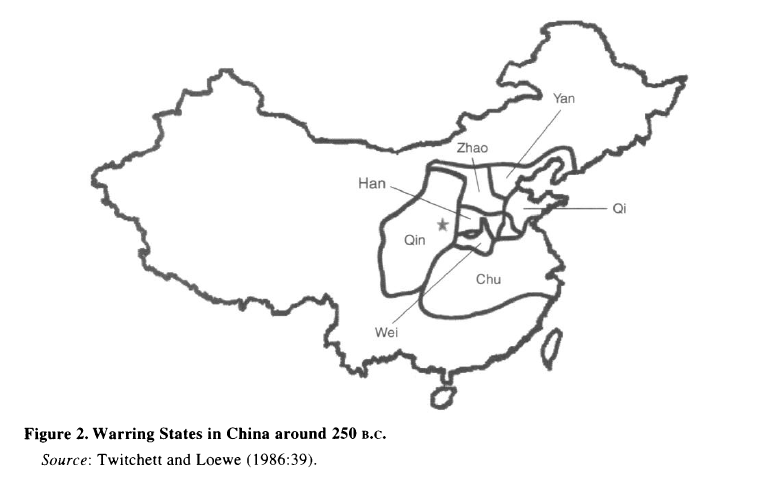 Yan
Zhao
Han
Qi
Qin
Chu
Wei
Figure 2. Warring States in China around 250 B.C.
Source: Twitchett and Loewe (1986:39).